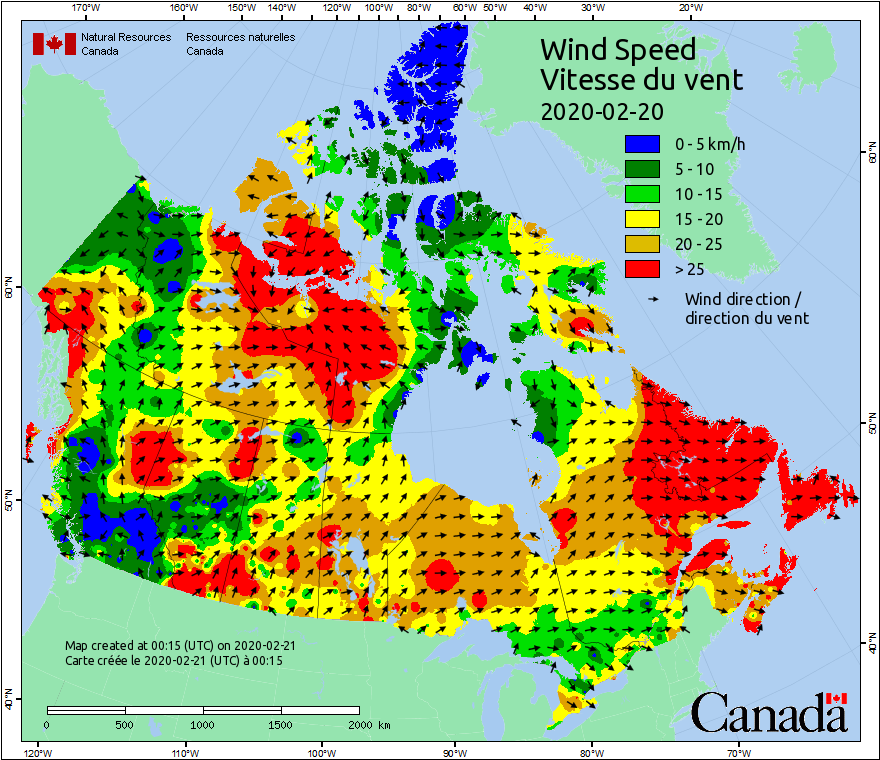 170°W 160°W 150°W 140°W 130°W 120°W 110°W 100°W 90°W 80°W 70°W 60°W 50°W 40°W 30°W 20°W
Natural Resources Ressources naturelles
Canada Canada
Wind Speed
Vitesse du vent
2020-02-20
0 - 5 km/h
5 - 10
10 - 15
15 - 20
20 - 25
> 25
Wind direction /
direction du vent
60°N
60°N
50°N
50°N
40°N
40°N
Map created at 00:15 (UTC) on 2020-02-21
Carte créée le 2020-02-21 (UTC) à 00:15
0 500 1000 1500 2000 km
Canada
120°W 110°W 100°W 90°W 80°W 70°W